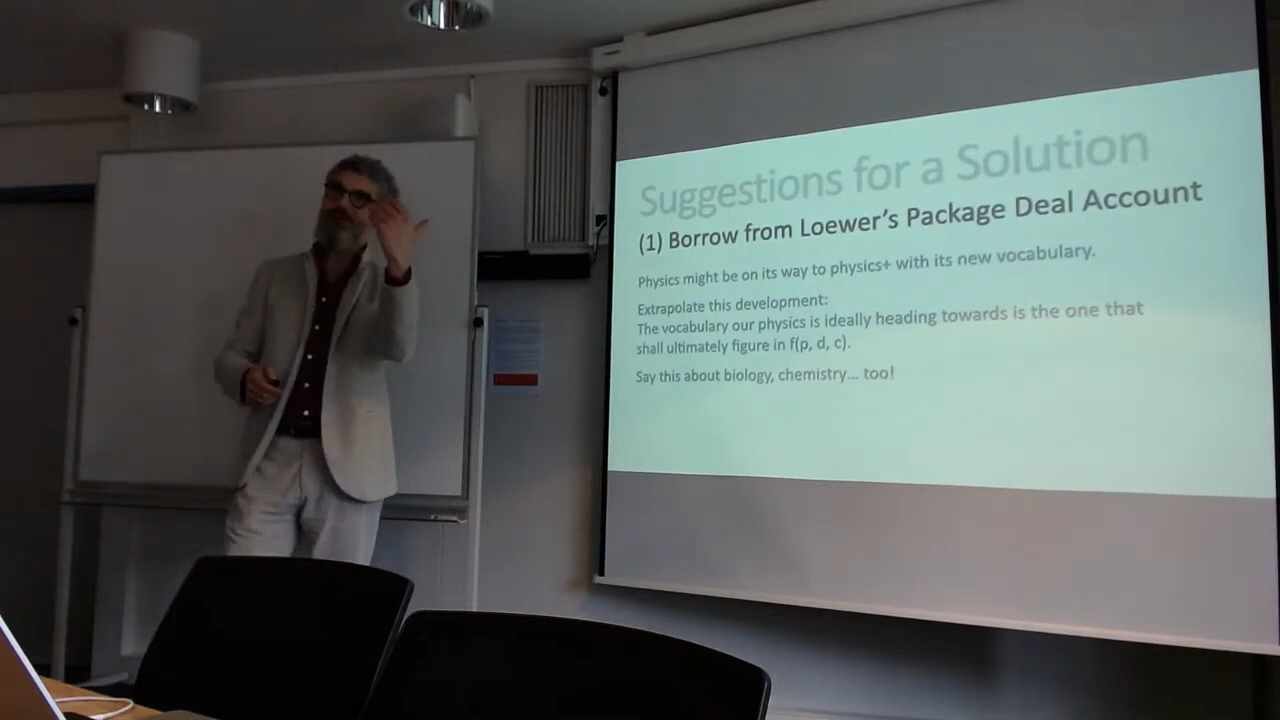 Suggestions for a Solution
(1) Borrow from Loewer’s Package Deal Account
Physics might be on its way to physics+ with its new vocabulary.
Extrapolate this development:
The vocabulary our physics is ideally heading towards is the one that
shall ultimately figure in f(p, d, c).
Say this about biology, chemistry... too!